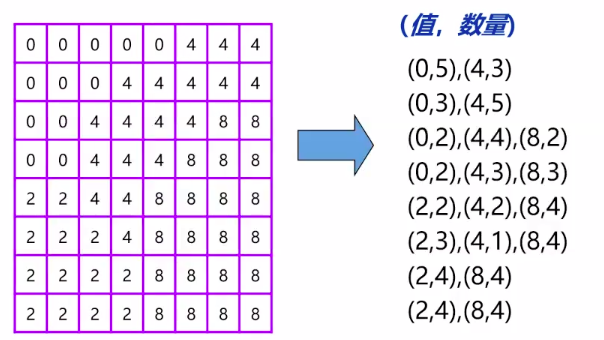 (值，数量)
0 0 0 0 0 4 4 4
0 0 0 4 4 4 4 4
0 0 4 4 4 4 8 8
0 0 4 4 4 8 8 8
2 2 4 4 8 8 8 8
2 2 2 4 8 8 8 8
2 2 2 2 8 8 8 8
2 2 2 2 8 8 8 8
(0,5),(4,3)
(0,3),(4,5)
(0,2),(4,4),(8,2)
(0,2),(4,3),(8,3)
(2,2),(4,2),(8,4)
(2,3),(4,1),(8,4)
(2,4),(8,4)
(2,4),(8,4)